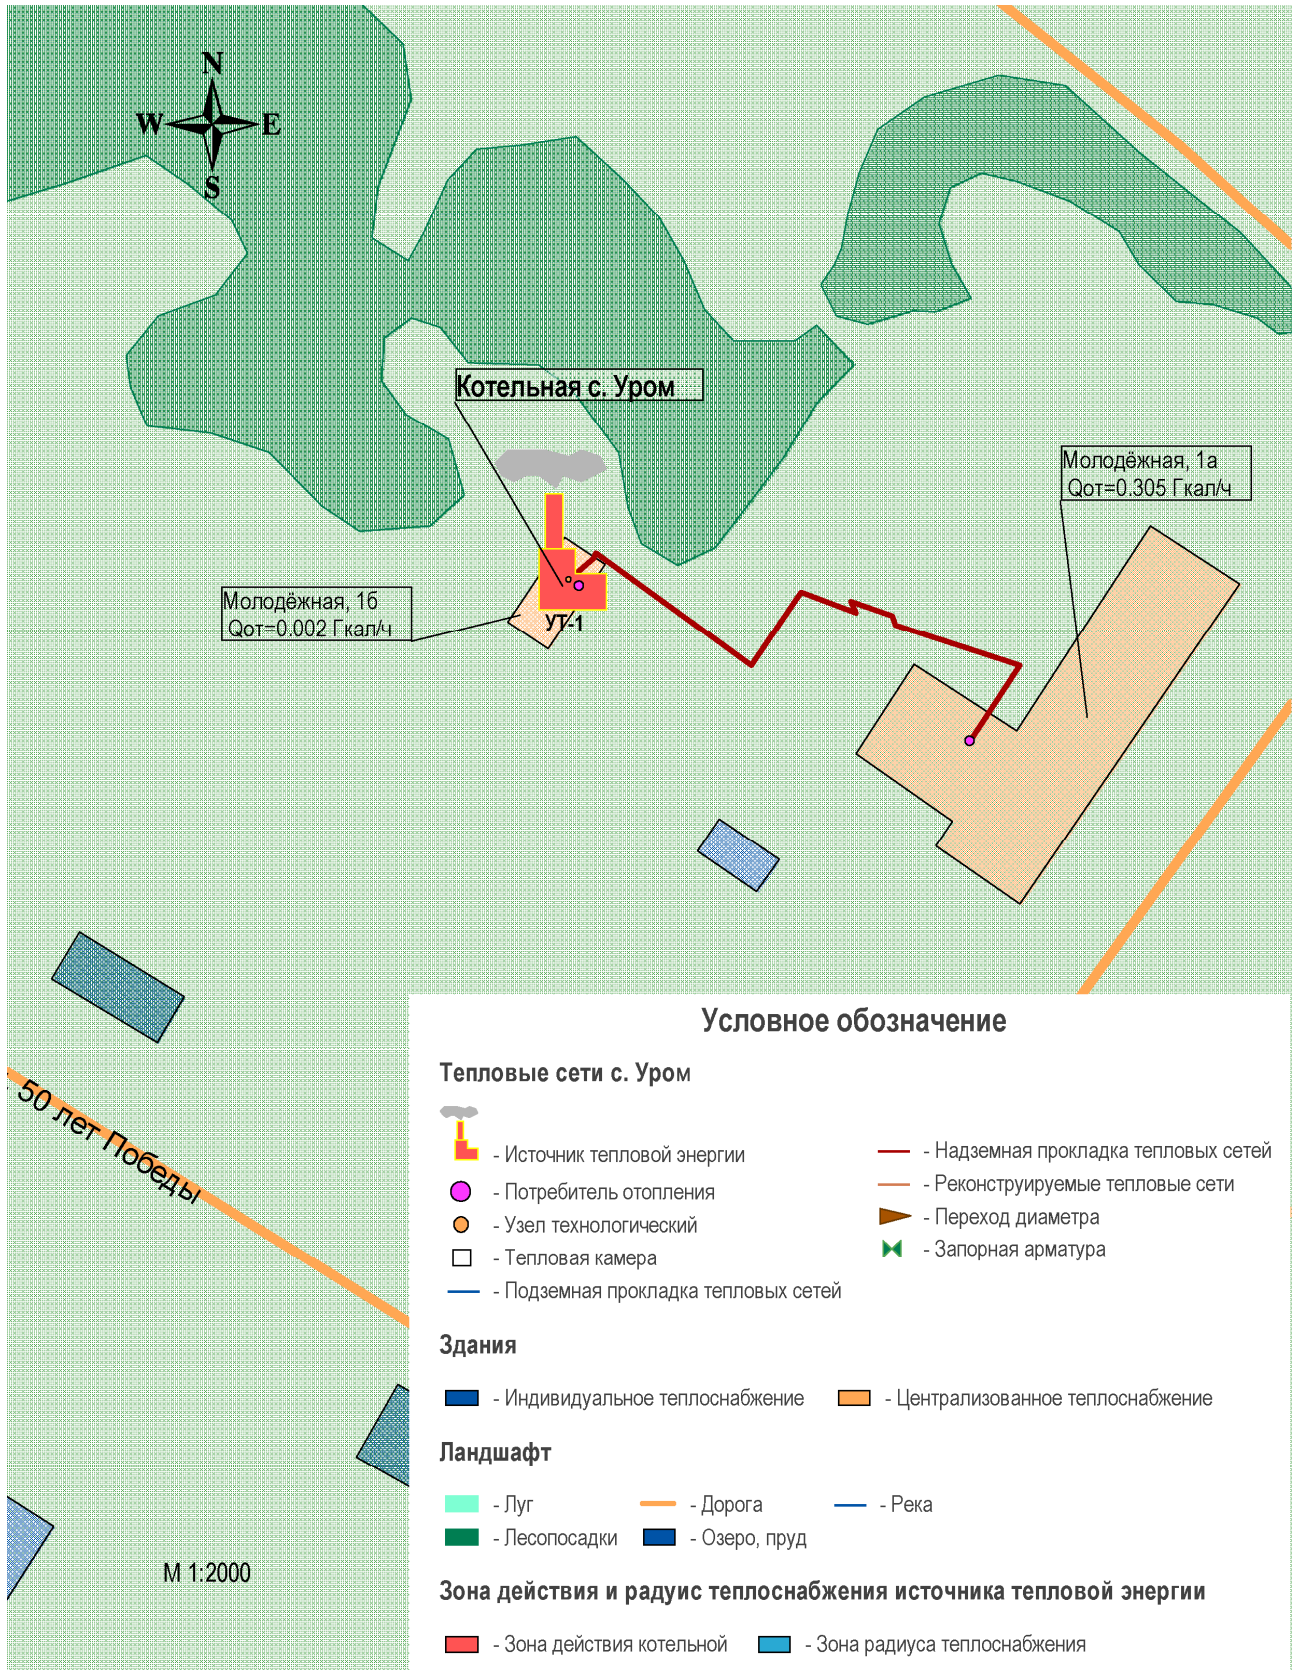 N
W E
S
Котельная с. Уром
Молодёжная, 1а
Qот=0.305 Гкал/ч
Молодёжная, 1б
Qот=0.002 Гкал/ч
УТ-1
50 лет Победы
М 1:2000
Условное обозначение
Тепловые сети с. Уром
- Источник тепловой энергии
- Потребитель отопления
- Узел технологический
- Тепловая камера
- Подземная прокладка тепловых сетей
- Надземная прокладка тепловых сетей
- Реконструируемые тепловые сети
- Переход диаметра
- Запорная арматура
Здания
- Индивидуальное теплоснабжение - Централизованное теплоснабжение
Ландшафт
- Луг - Дорога - Река
- Лесопосадки - Озеро, пруд
Зона действия и радуис теплоснабжения источника тепловой энергии
- Зона действия котельной - Зона радиуса теплоснабжения